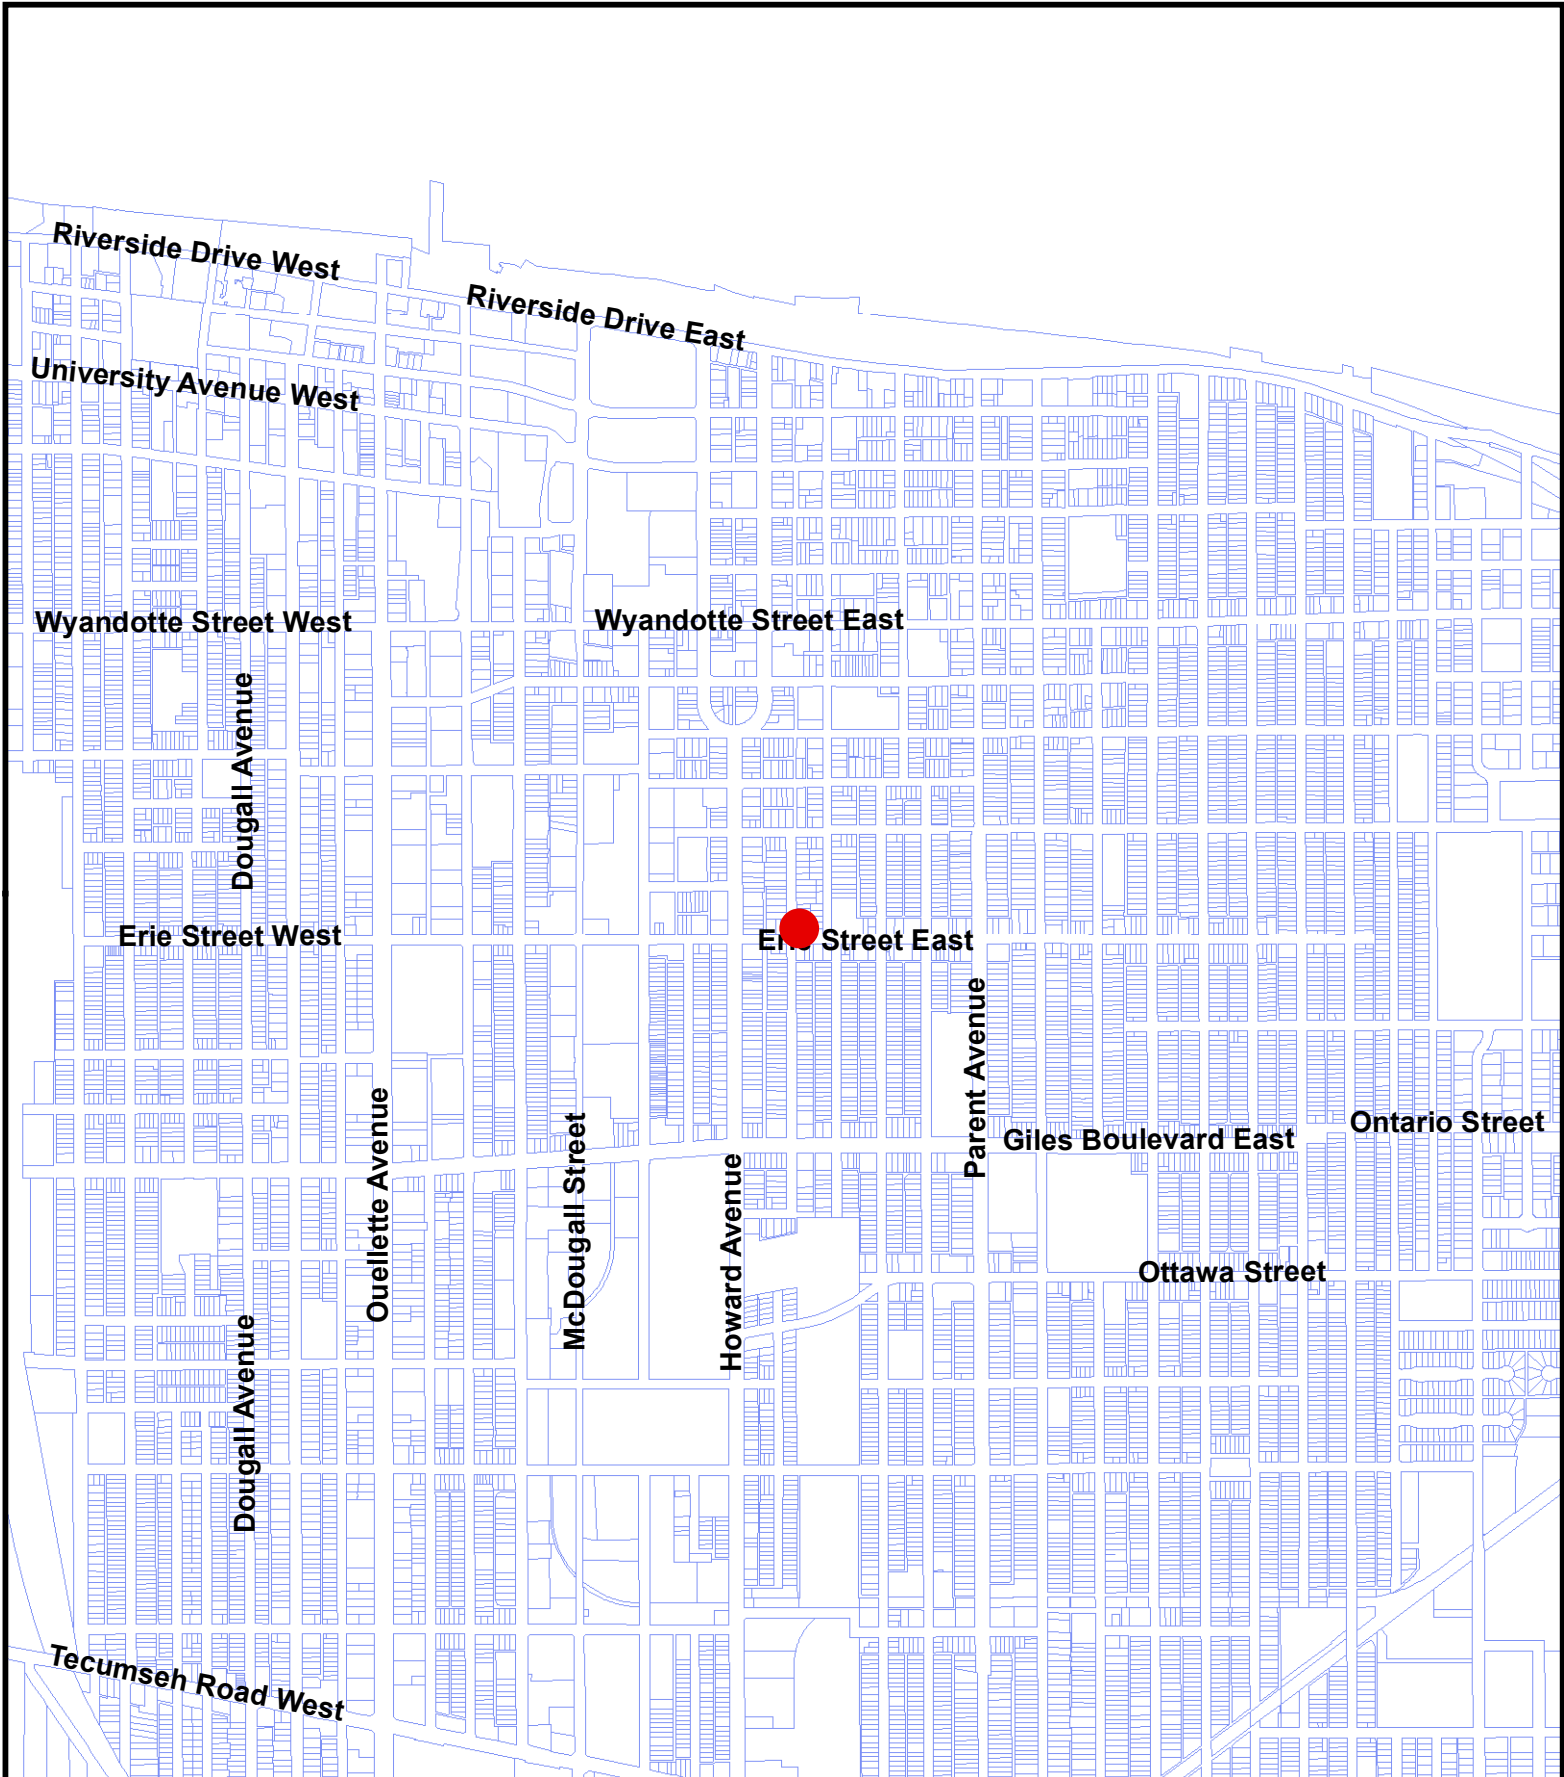 Riverside Drive West
Riverside Drive East
University Avenue West
Wyandotte Street West
Wyandotte Street East
Dougall Avenue
Erie Street West
Erie Street East
Parent Avenue
Ouellette Avenue
McDougall Street
Howard Avenue
Giles Boulevard East
Ontario Street
Ottawa Street
Dougall Avenue
Tecumseh Road West